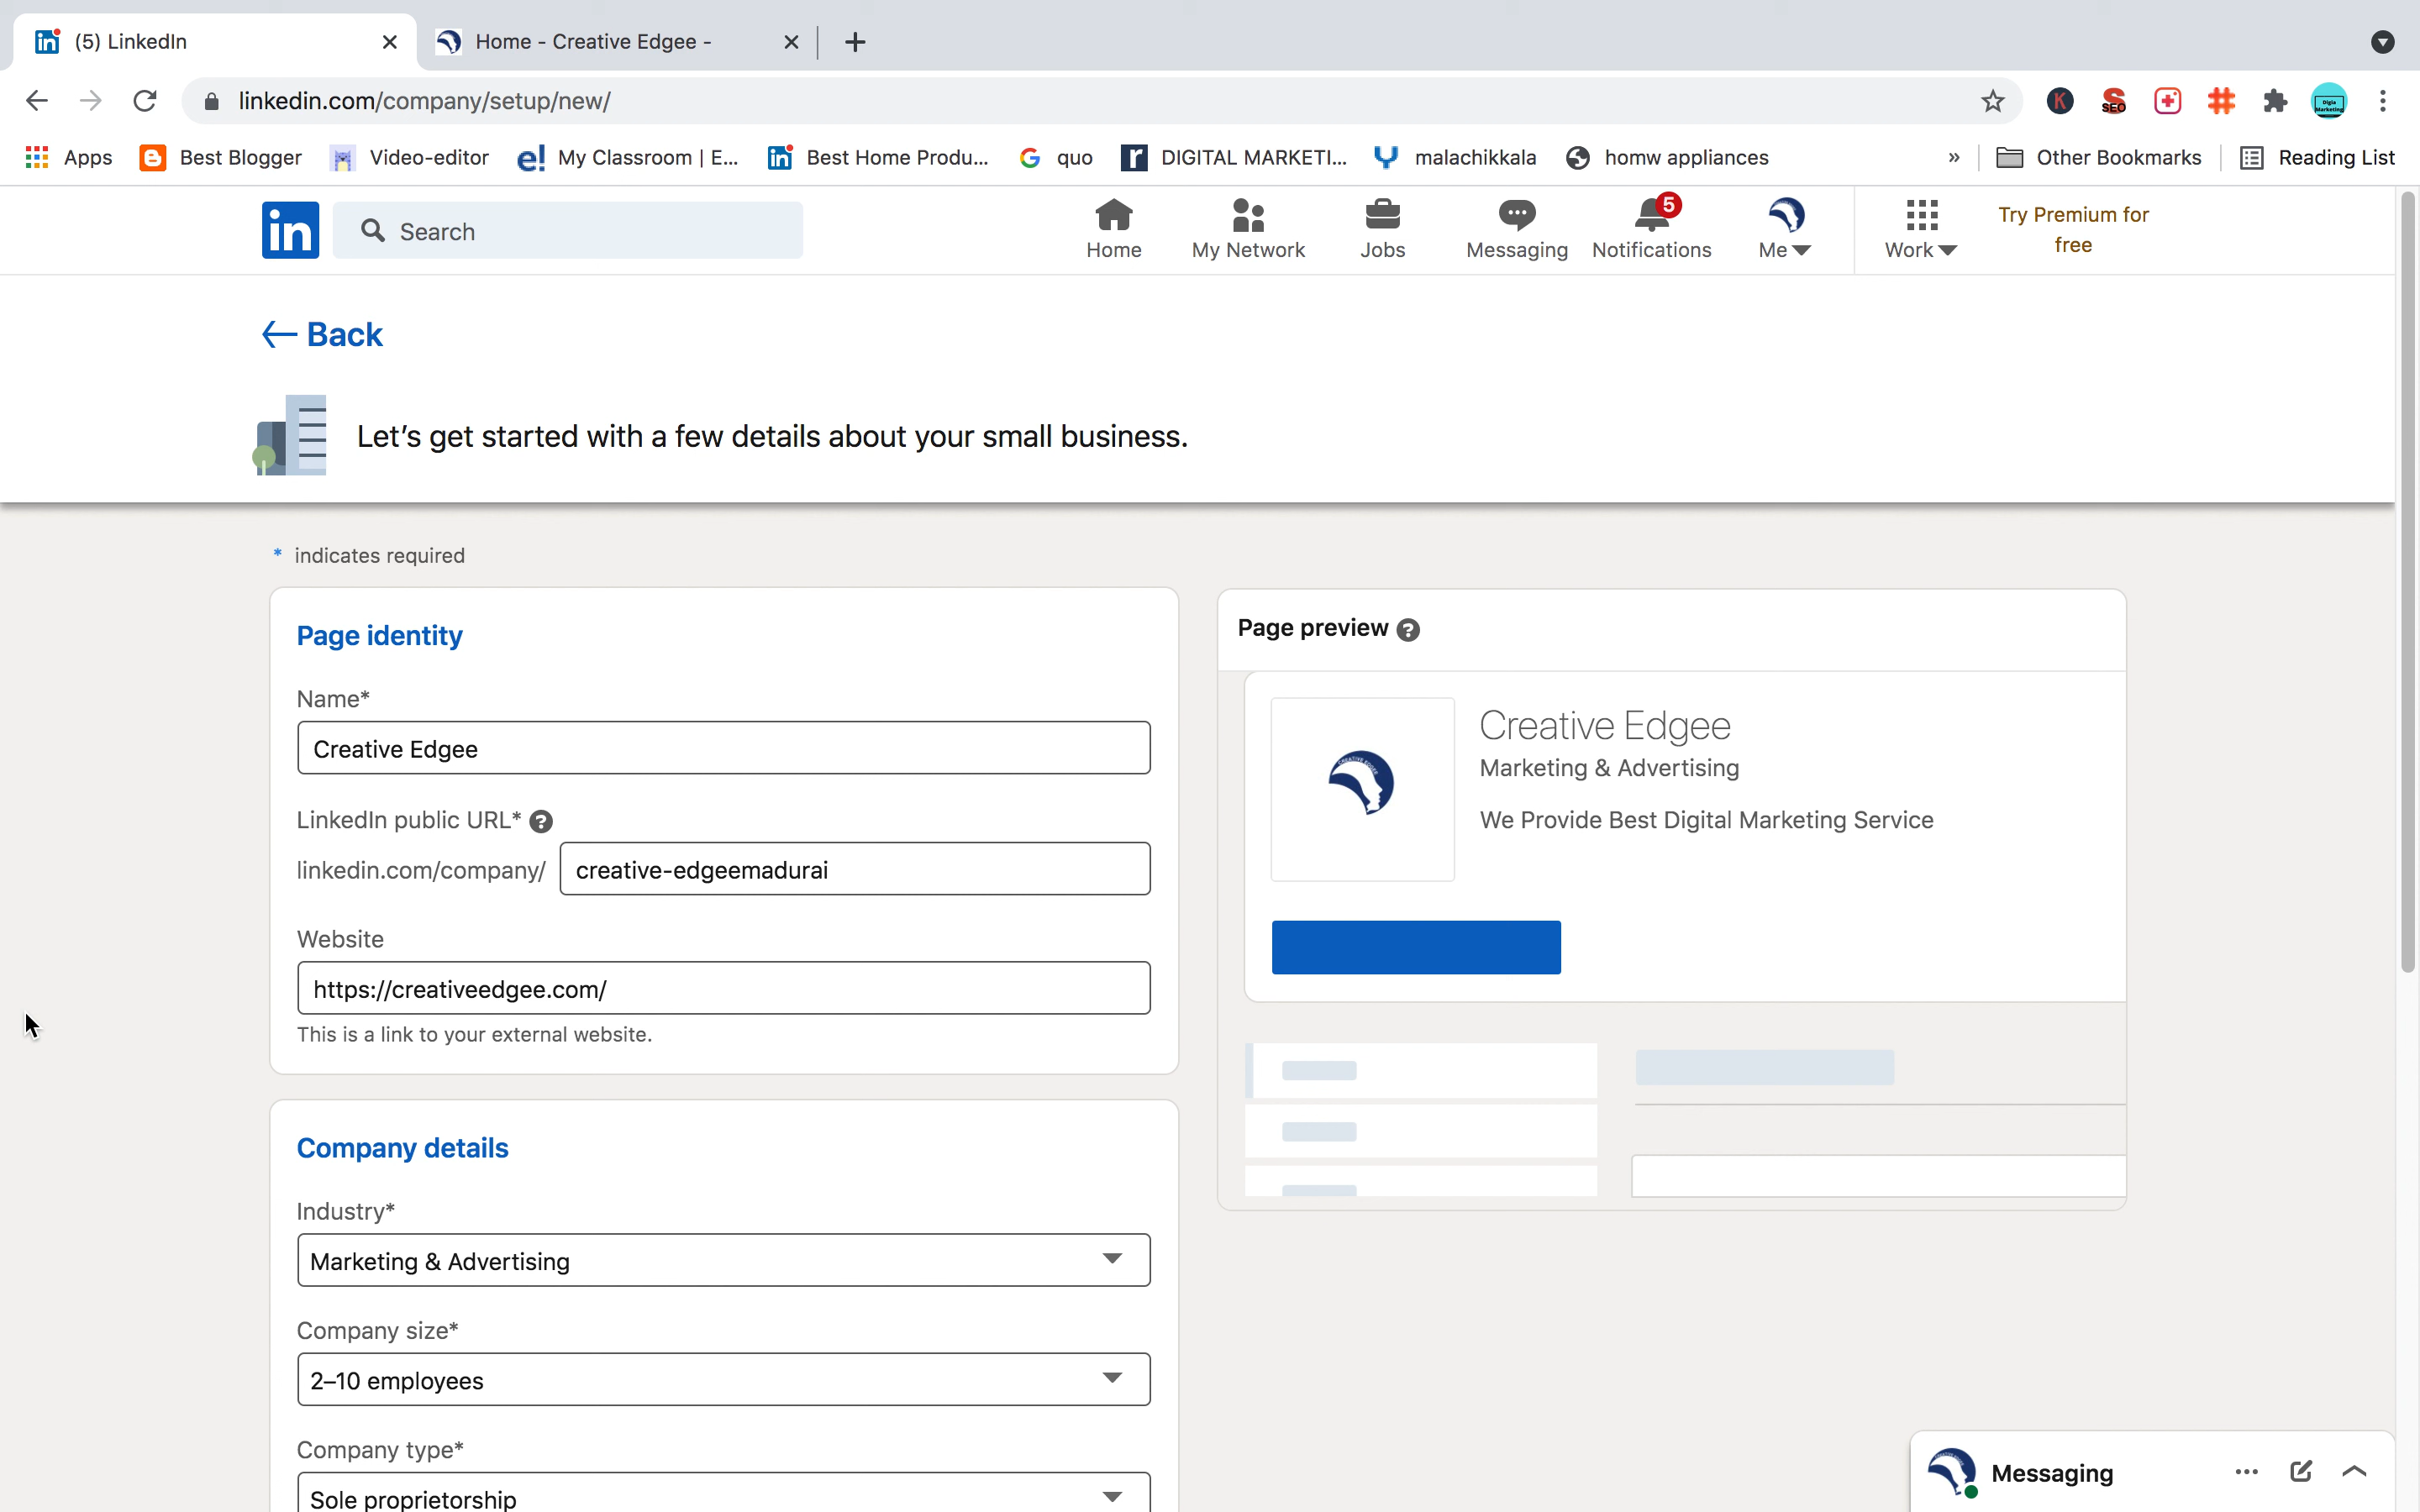 (5) LinkedIn
Home - Creative Edgee -
linkedin.com/company/setup/new/
K
SEO
Apps
Best Blogger
Video-editor
e! My Classroom | E...
in Best Home Produ...
G quo
r DIGITAL MARKETI...
malachikkala
homw appliances
»
Other Bookmarks
Reading List
in
Search
Home
My Network
Jobs
Messaging
5
Notifications
Me
Work
Try Premium for
free
← Back
Let's get started with a few details about your small business.
* indicates required
Page identity
Name*
Creative Edgee
LinkedIn public URL* ?
linkedin.com/company/ creative-edgeemadurai
Website
https://creativeedgee.com/
This is a link to your external website.
Company details
Industry*
Marketing & Advertising
Company size*
2–10 employees
Company type*
Sole proprietorship
Page preview ?
CREATIVE EDGEE
Creative Edgee
Marketing & Advertising
We Provide Best Digital Marketing Service
Messaging